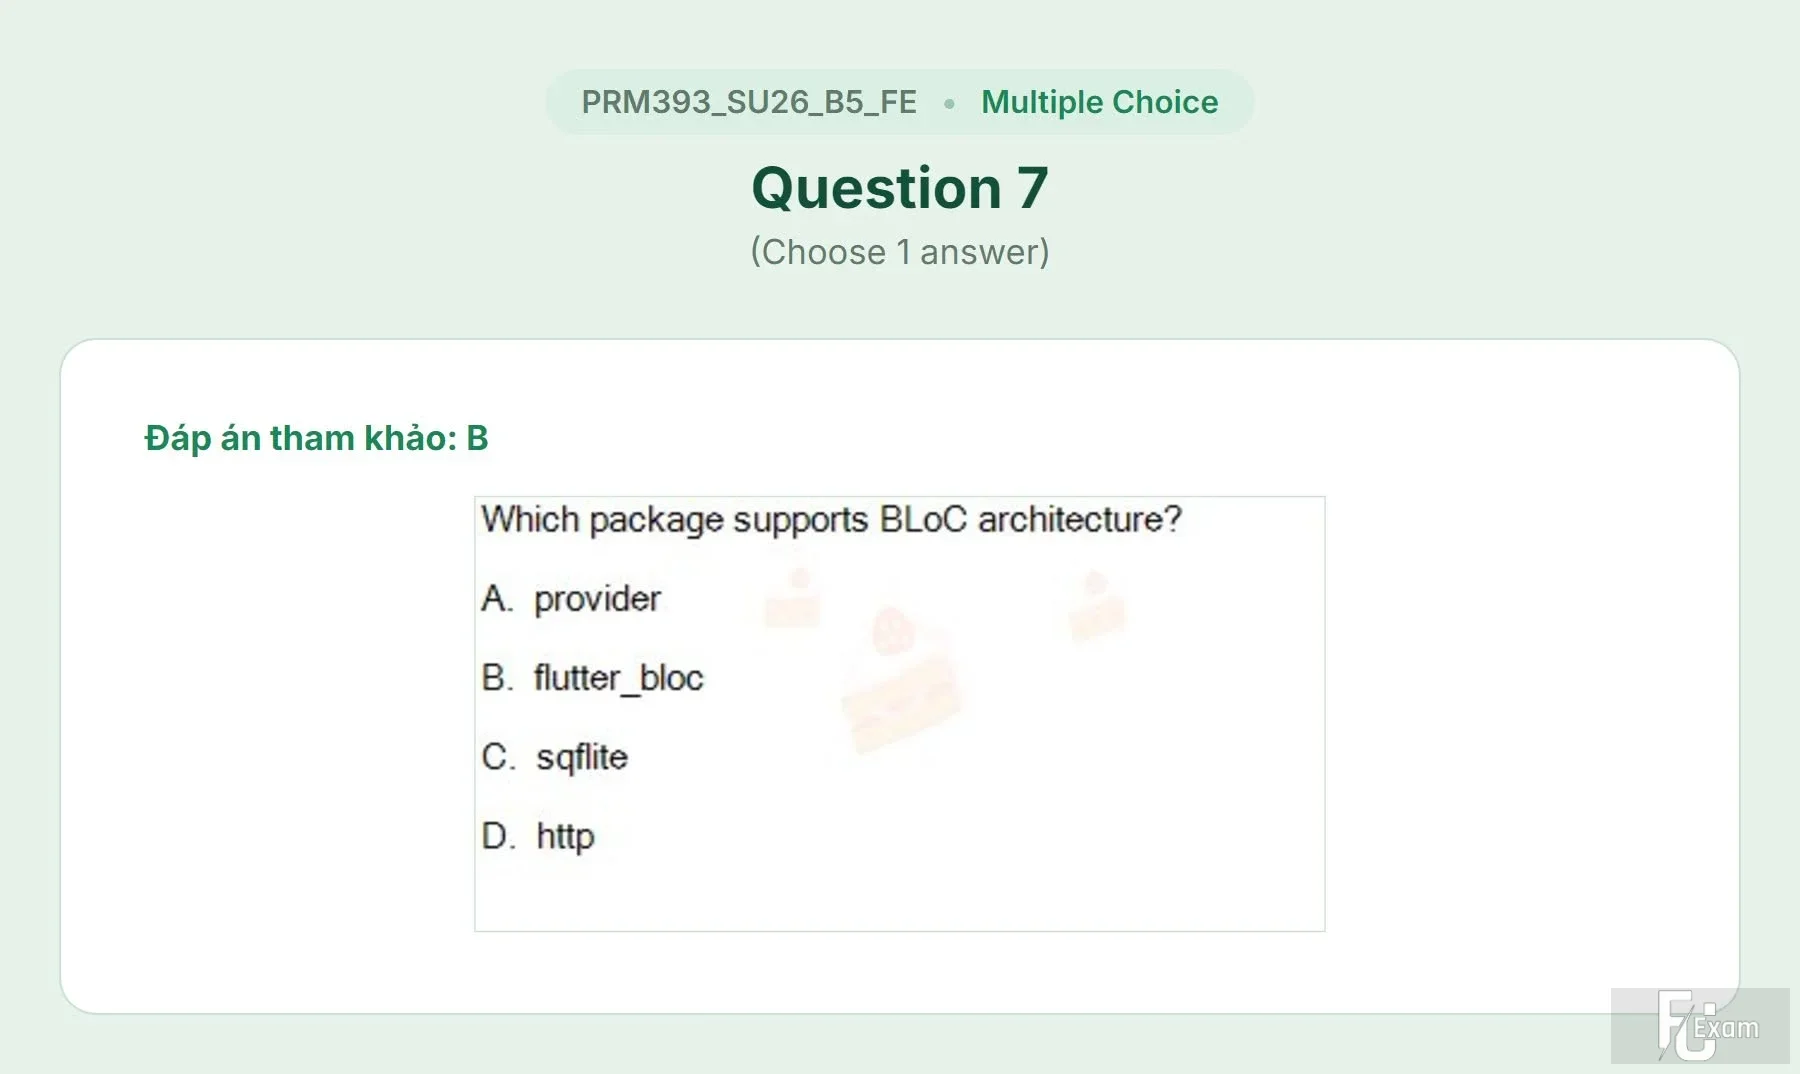 PRM393_SU26_B5_FE • Multiple Choice
Question 7
(Choose 1 answer)
Đáp án tham khảo: B
Which package supports BLoC architecture?
A. provider
B. flutter_bloc
C. sqflite
D. http
FU Exam